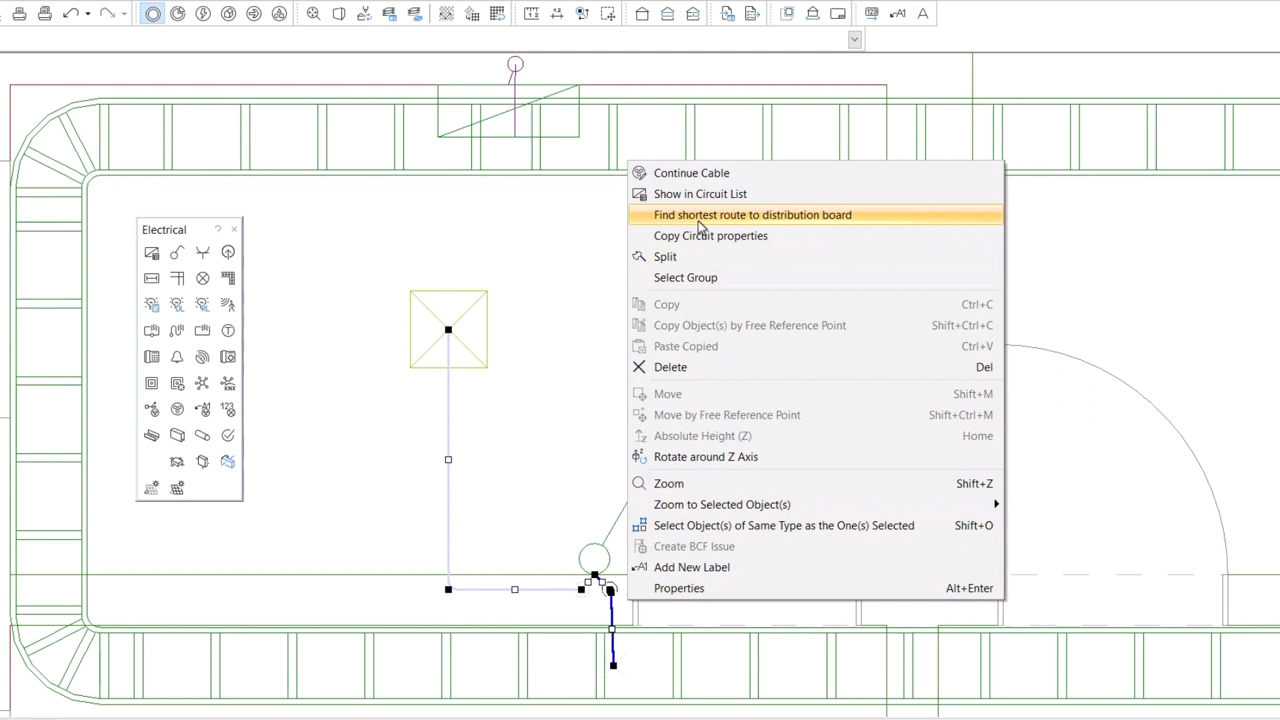 A1
A
Electrical
Continue Cable
Show in Circuit List
Find shortest route to distribution board
Copy Circuit properties
Split
Select Group
Copy Ctrl+C
Copy Object(s) by Free Reference Point Shift+Ctrl+C
Paste Copied Ctrl+V
Delete Del
Move Shift+M
Move by Free Reference Point Shift+Ctrl+M
Absolute Height (Z) Home
Rotate around Z Axis
Zoom Shift+Z
Zoom to Selected Object(s)
Select Object(s) of Same Type as the One(s) Selected Shift+O
Create BCF Issue
Add New Label
Properties Alt+Enter